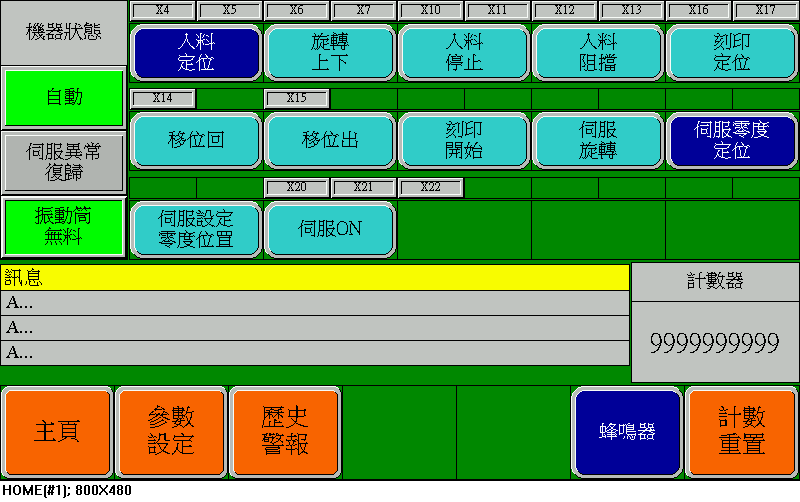 機器狀態
X4 X5 X6 X7 X10 X11 X12 X13 X16 X17
入料
定位
旋轉
上下
入料
停止
入料
阻擋
刻印
定位
自動
X14 X15
移位回
移位出
刻印
開始
伺服
旋轉
伺服零度
定位
伺服異常
復歸
X20 X21 X22
振動筒
無料
伺服設定
零度位置
伺服ON
訊息
A...
A...
A...
計數器
9999999999
主頁
參數
設定
歷史
警報
蜂鳴器
計數
重置
HOME(#1); 800X480